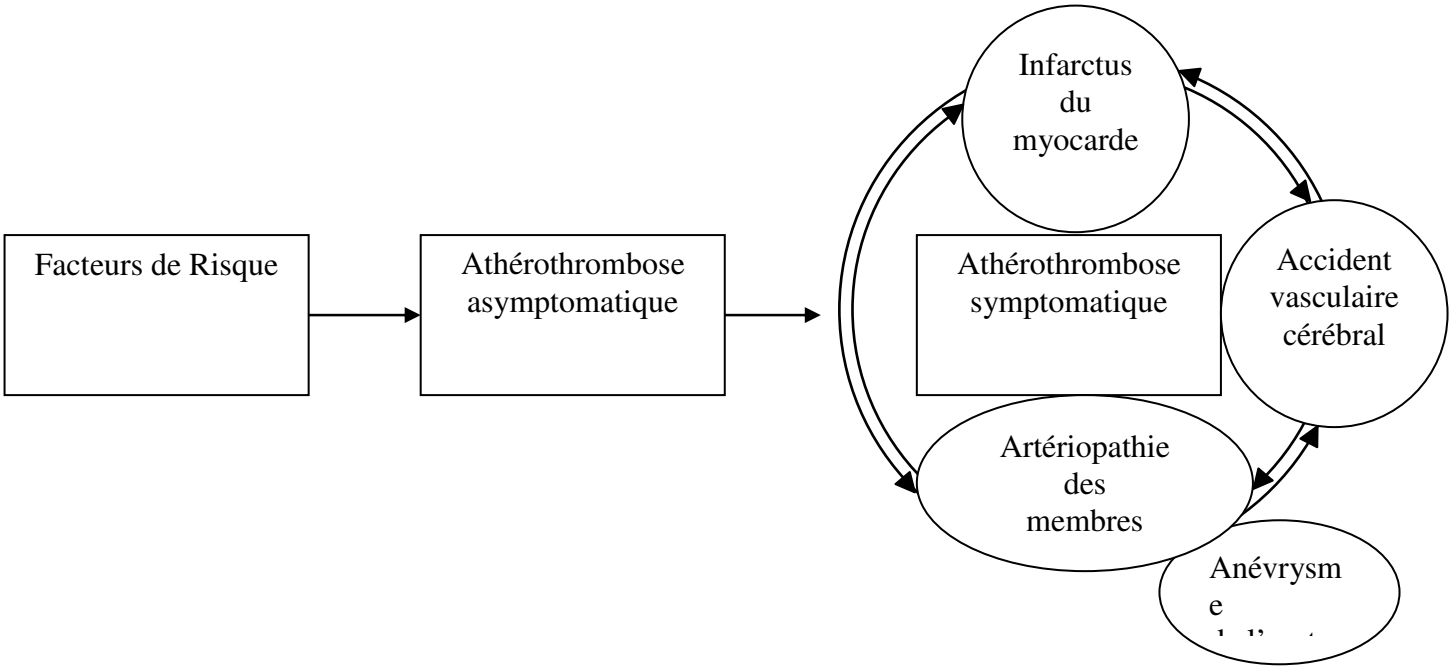 Facteurs de Risque
Athérothrombose
asymptomatique
Athérothrombose
symptomatique
Infarctus
du
myocarde
Accident
vasculaire
cérébral
Artériopathie
des
membres
Anévrysm
e